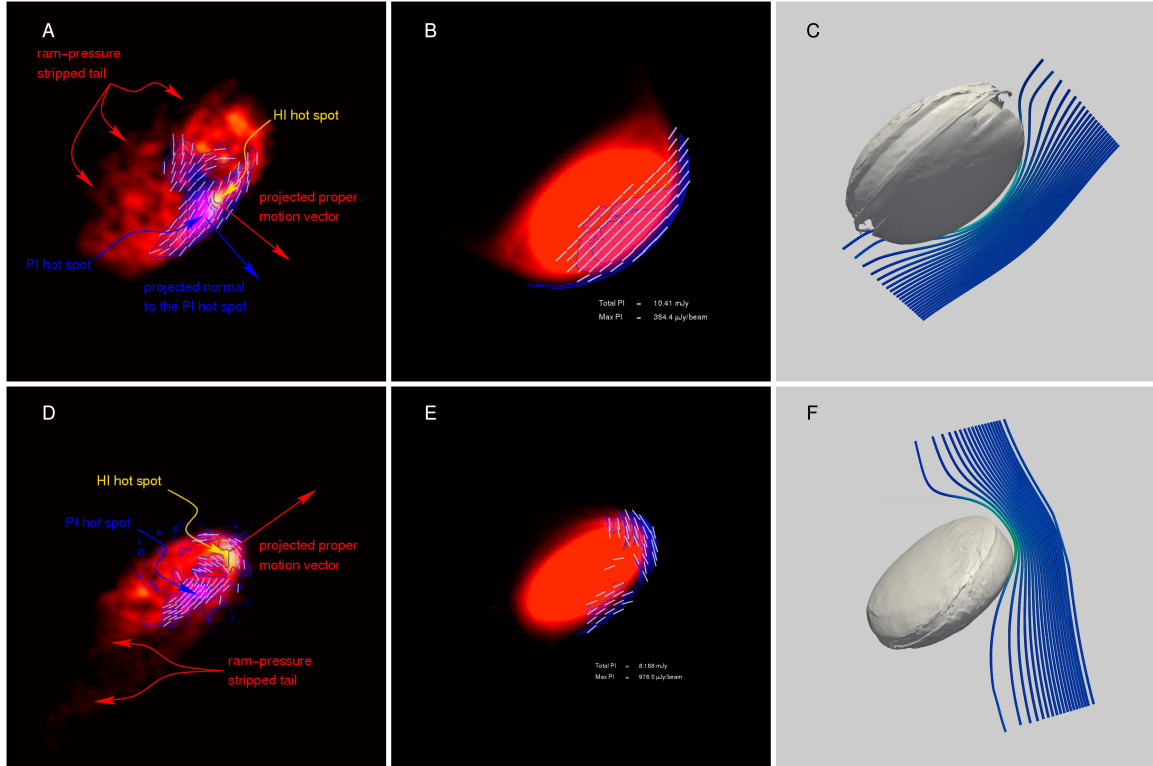 A
ram–pressure
stripped tail
HI hot spot
projected proper
motion vector
PI hot spot
projected normal
to the PI hot spot
B
Total PI = 10.41 mJy
Max PI = 364.4 μJy/beam
C
D
HI hot spot
PI hot spot
projected proper
motion vector
ram–pressure
stripped tail
E
Total PI = 8.168 mJy
Max PI = 976.0 μJy/beam
F